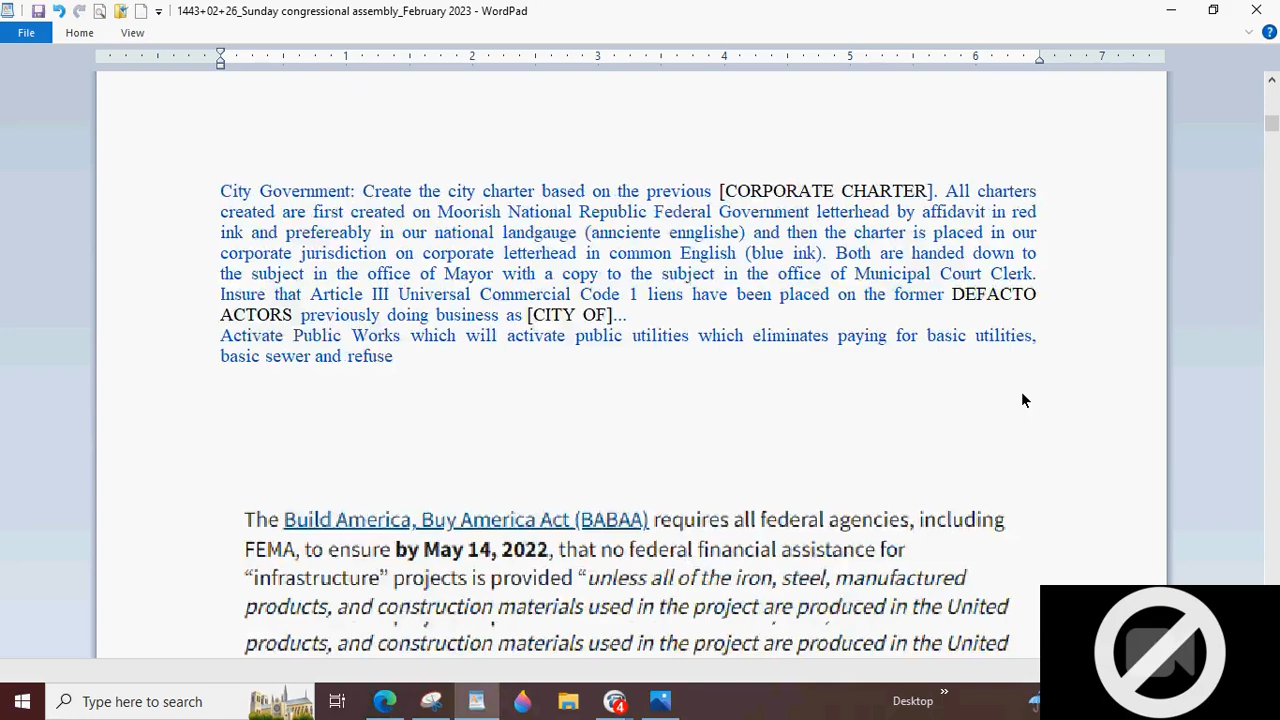 1443+02+26_Sunday congressional assembly_February 2023 - WordPad
File Home View
1 2 3 4 5 6 7
City Government: Create the city charter based on the previous [CORPORATE CHARTER]. All charters
created are first created on Moorish National Republic Federal Government letterhead by affidavit in red
ink and prefereably in our national landgauge (annciente ennglishe) and then the charter is placed in our
corporate jurisdiction on corporate letterhead in common English (blue ink). Both are handed down to
the subject in the office of Mayor with a copy to the subject in the office of Municipal Court Clerk.
Insure that Article III Universal Commercial Code 1 liens have been placed on the former DEFACTO
ACTORS previously doing business as [CITY OF]...
Activate Public Works which will activate public utilities which eliminates paying for basic utilities,
basic sewer and refuse
The Build America, Buy America Act (BABAA) requires all federal agencies, including
FEMA, to ensure by May 14, 2022, that no federal financial assistance for
“infrastructure” projects is provided “unless all of the iron, steel, manufactured
products, and construction materials used in the project are produced in the United
products, and construction materials used in the project are produced in the United
Type here to search
4
Desktop